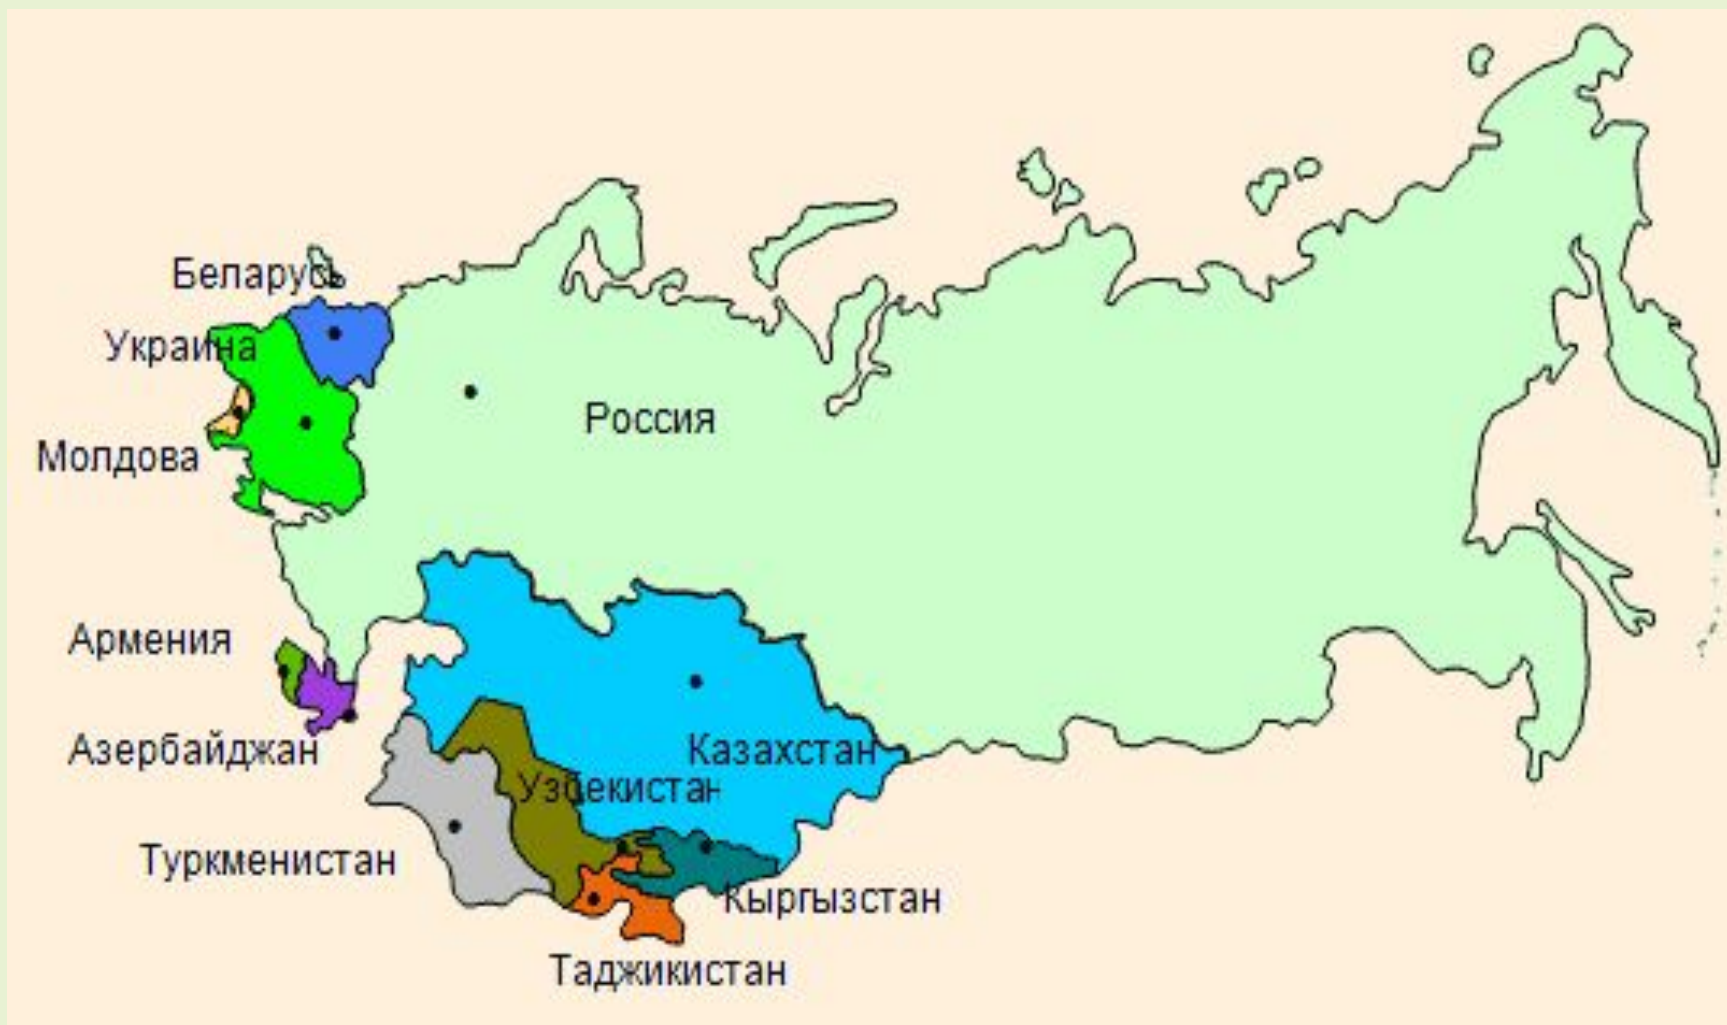 Беларусь
Украина
Россия
Молдова
Армения
Азербайджан
Казахстан
Узбекистан
Туркменистан
Кыргызстан
Таджикистан